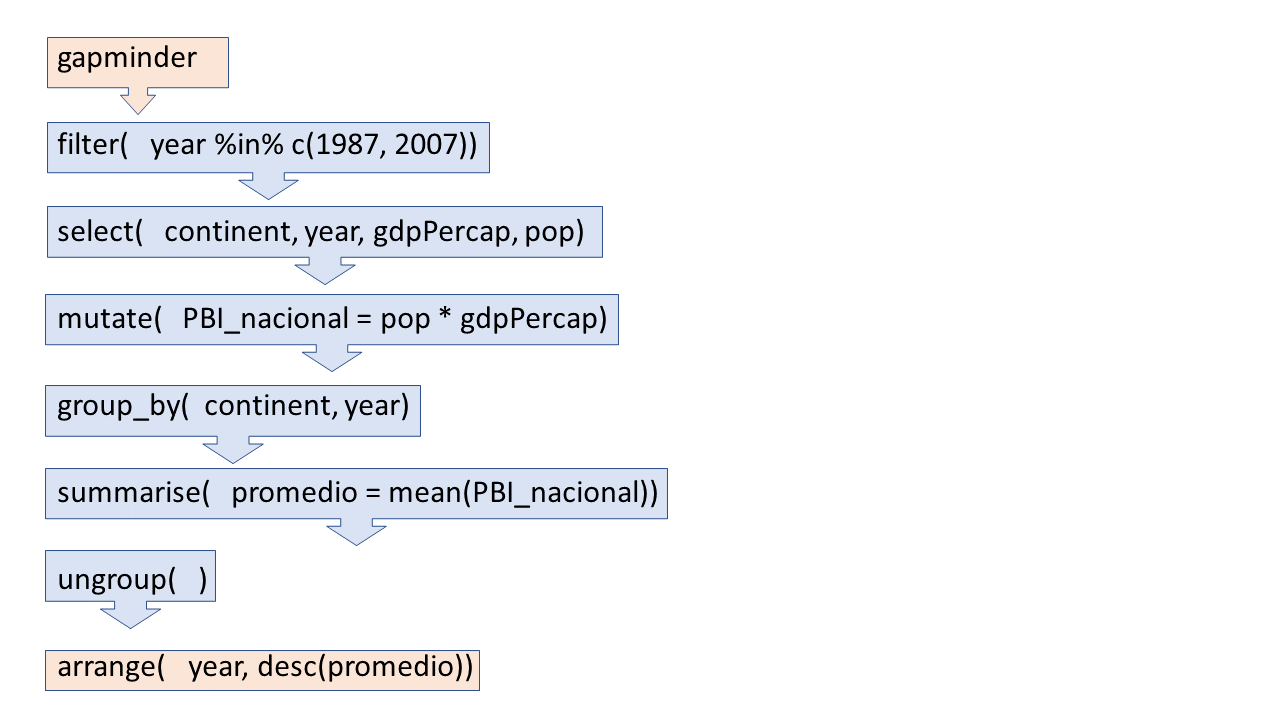 gapminder
filter(   year %in% c(1987, 2007))
select(   continent, year, gdpPercap, pop)
mutate(   PBI_nacional = pop * gdpPercap)
group_by(  continent, year)
summarise(   promedio = mean(PBI_nacional))
ungroup(   )
arrange(   year, desc(promedio))